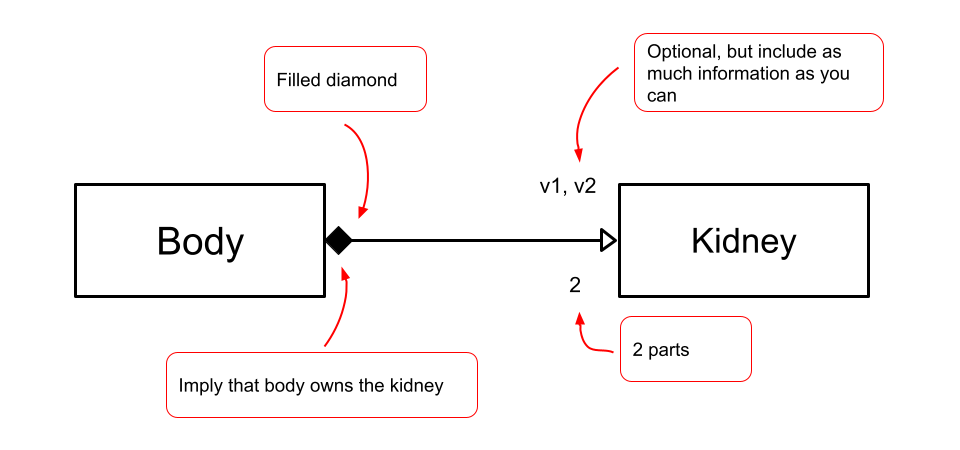 Filled diamond
Optional, but include as
much information as you
can
v1, v2
Body
Kidney
2
2 parts
Imply that body owns the kidney